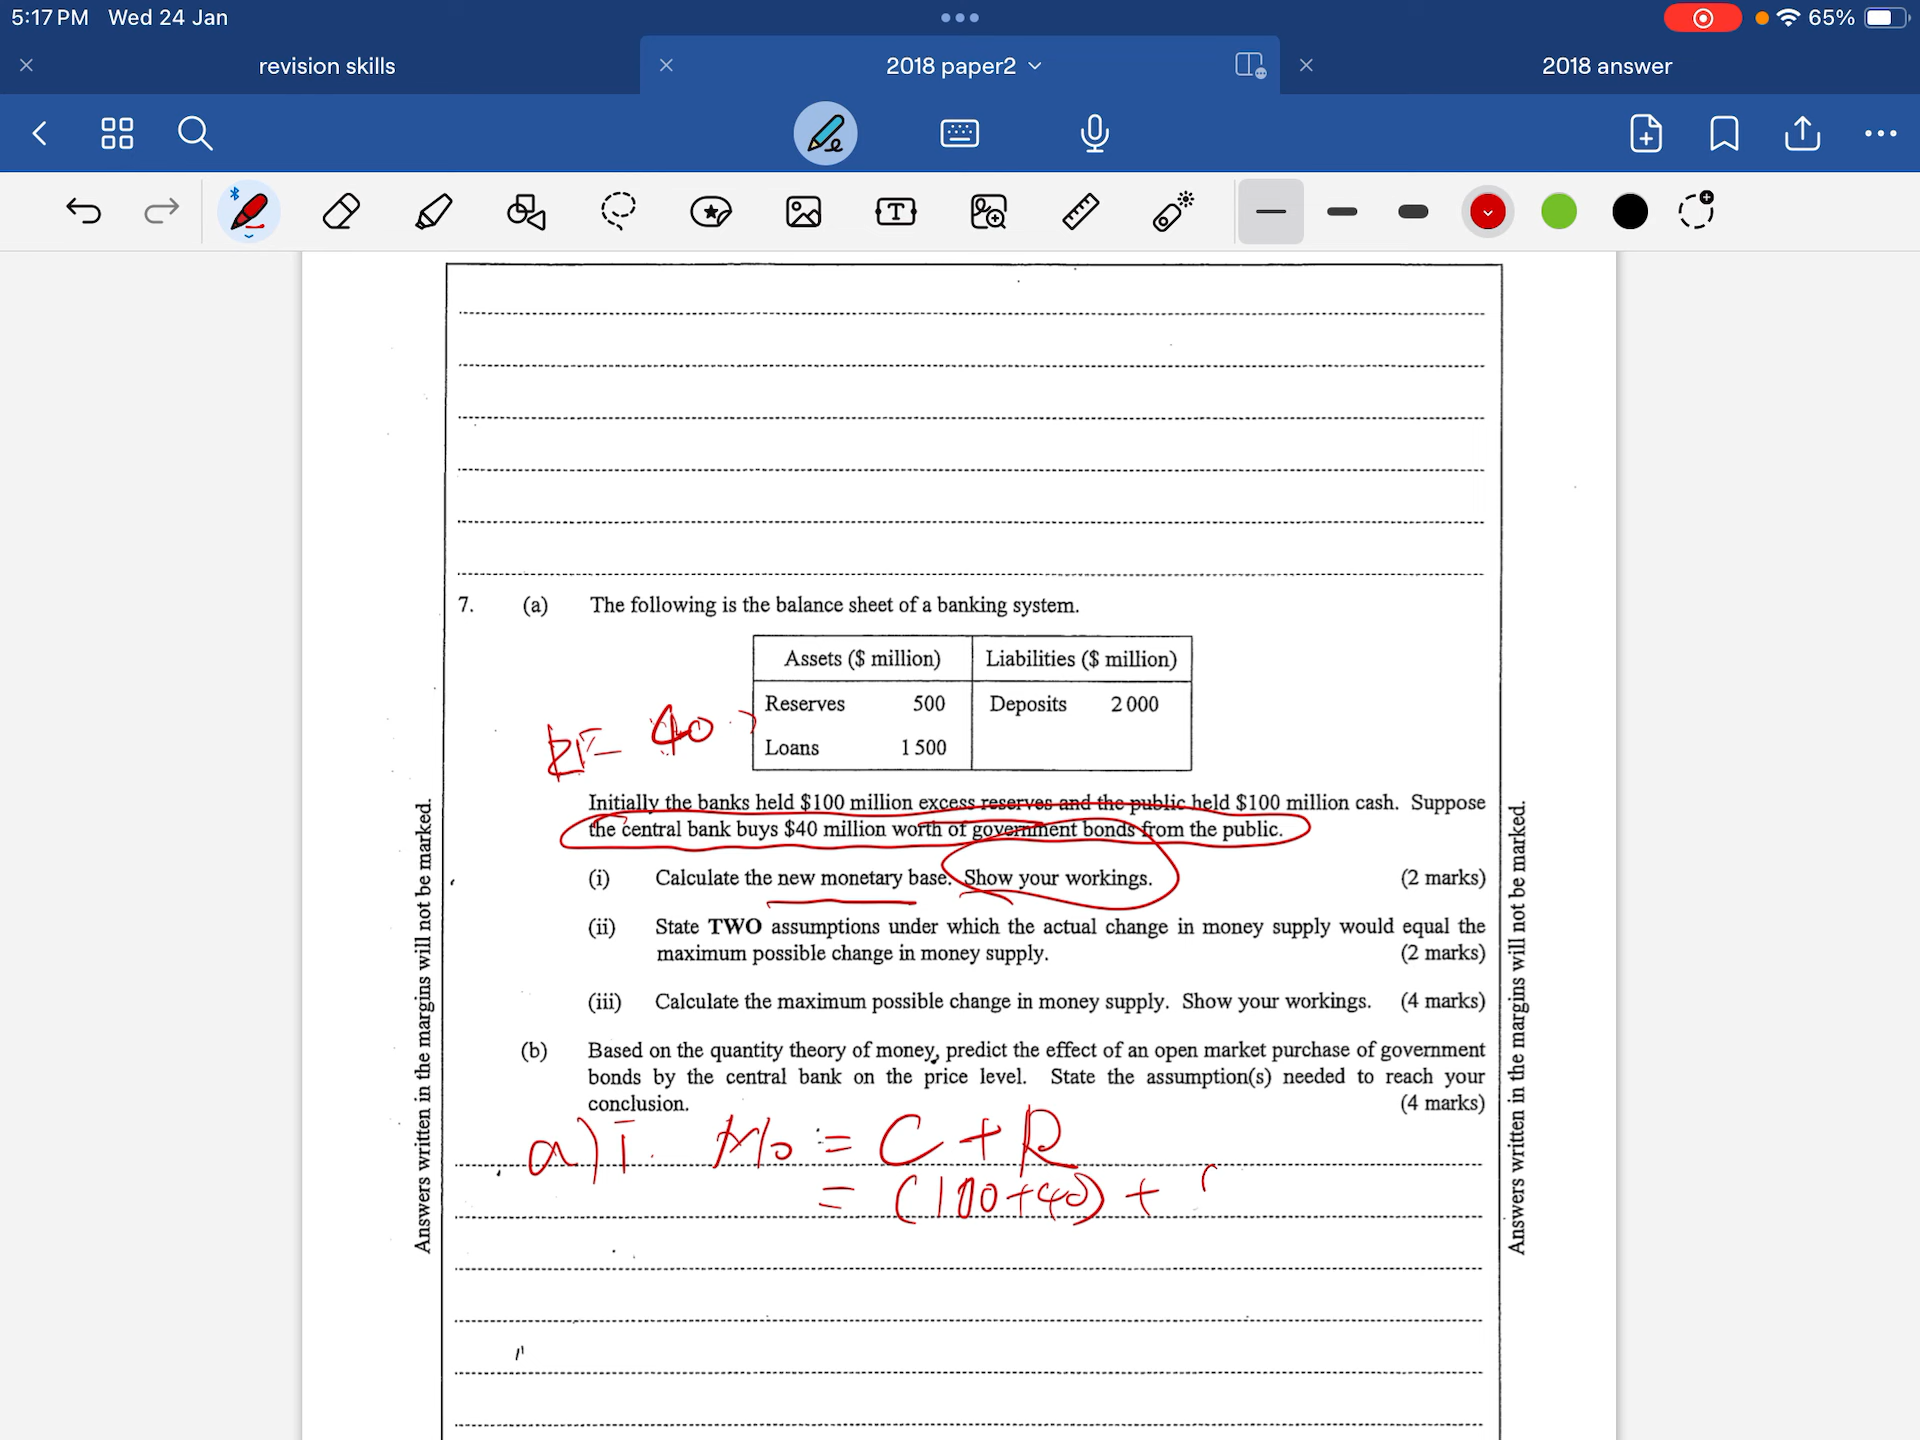 5:17 PM Wed 24 Jan
65%
revision skills
2018 paper2
2018 answer
7. (a) The following is the balance sheet of a banking system.
Assets ($ million) Liabilities ($ million)
Reserves 500 Deposits 2 000
Loans 1 500
40
Initially the banks held $100 million excess reserves and the public held $100 million cash. Suppose
the central bank buys $40 million worth of government bonds from the public.
(i) Calculate the new monetary base. Show your workings. (2 marks)
(ii) State TWO assumptions under which the actual change in money supply would equal the
maximum possible change in money supply. (2 marks)
(iii) Calculate the maximum possible change in money supply. Show your workings. (4 marks)
(b) Based on the quantity theory of money, predict the effect of an open market purchase of government
bonds by the central bank on the price level. State the assumption(s) needed to reach your
conclusion. (4 marks)
a) i. Mo = C + R
= (100+40) + (
Answers written in the margins will not be marked.
Answers written in the margins will not be marked.